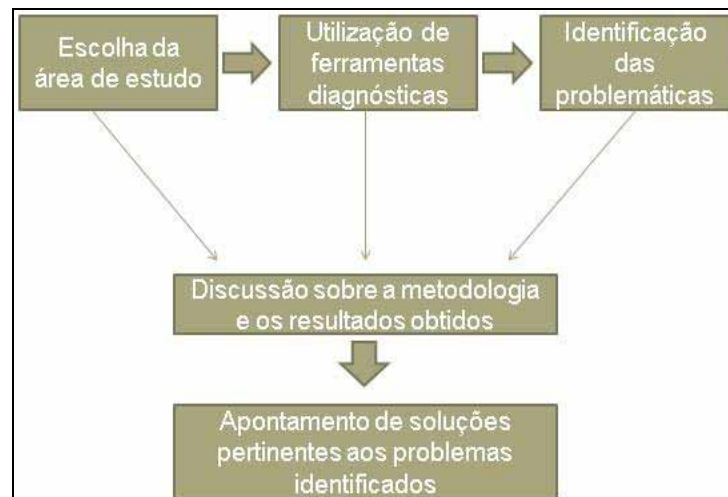 Escolha da
área de estudo
Utilização de
ferramentas
diagnósticas
Identificação
das
problemáticas
Discussão sobre a metodologia
e os resultados obtidos
Apontamento de soluções
pertinentes aos problemas
identificados